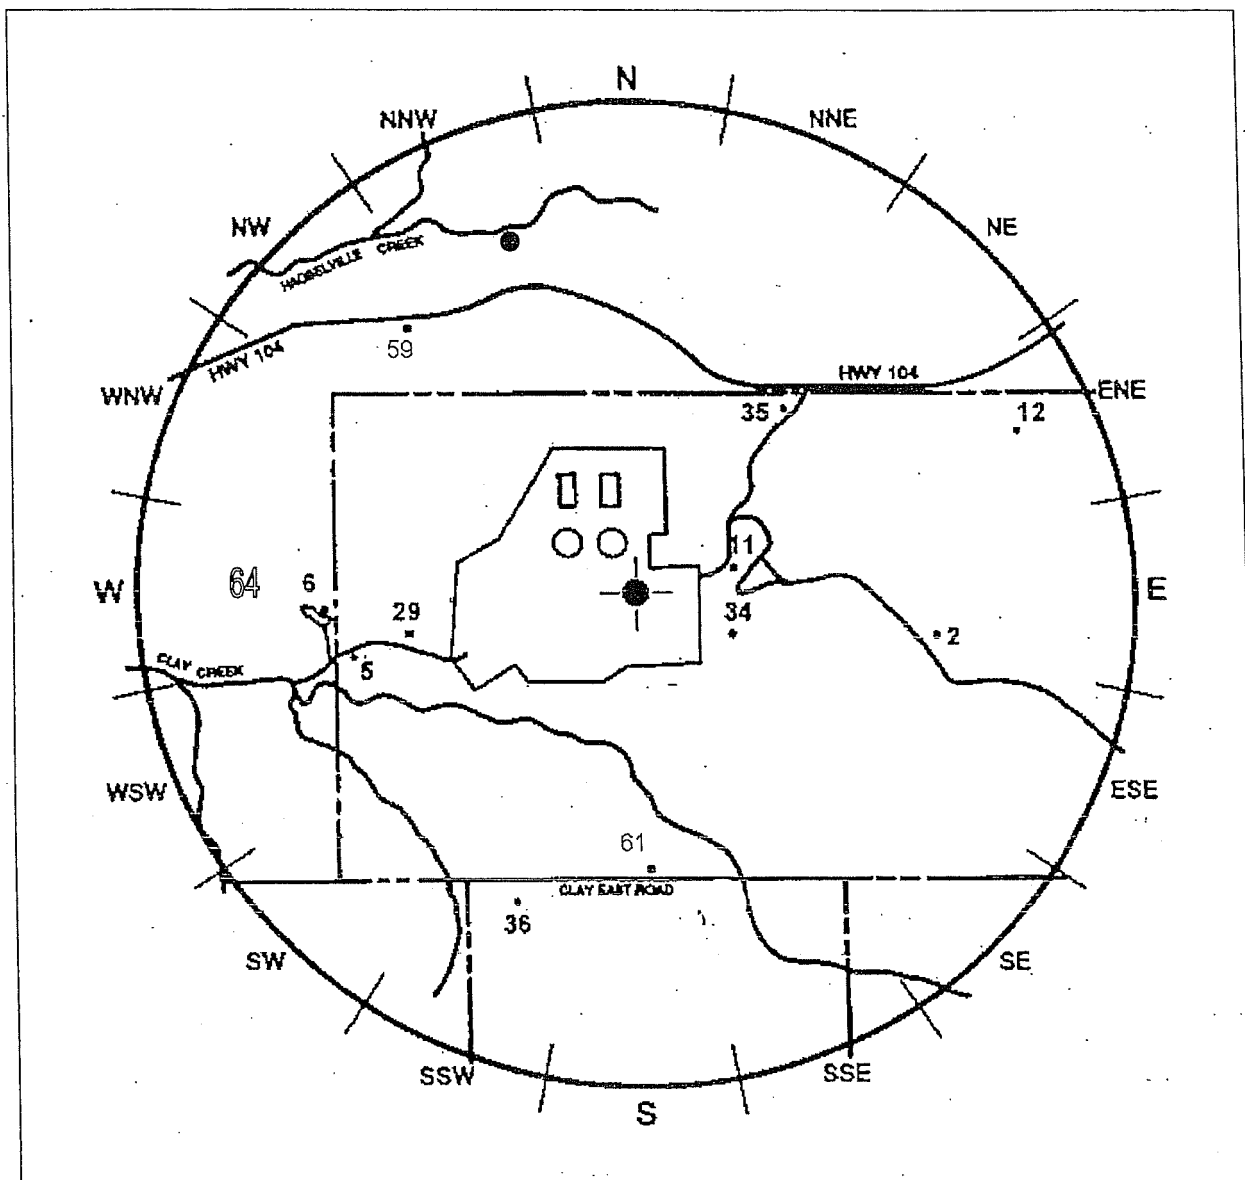 N
NNW
NNE
NW
NE
HADSELVILLE CREEK
59
HWY 104
HWY 104
WNW
ENE
35
12
11
W
64
6
29
34
2
E
CLAY CREEK
5
WSW
ESE
61
CLAY EAST ROAD
36
SW
SE
SSW
SSE
S